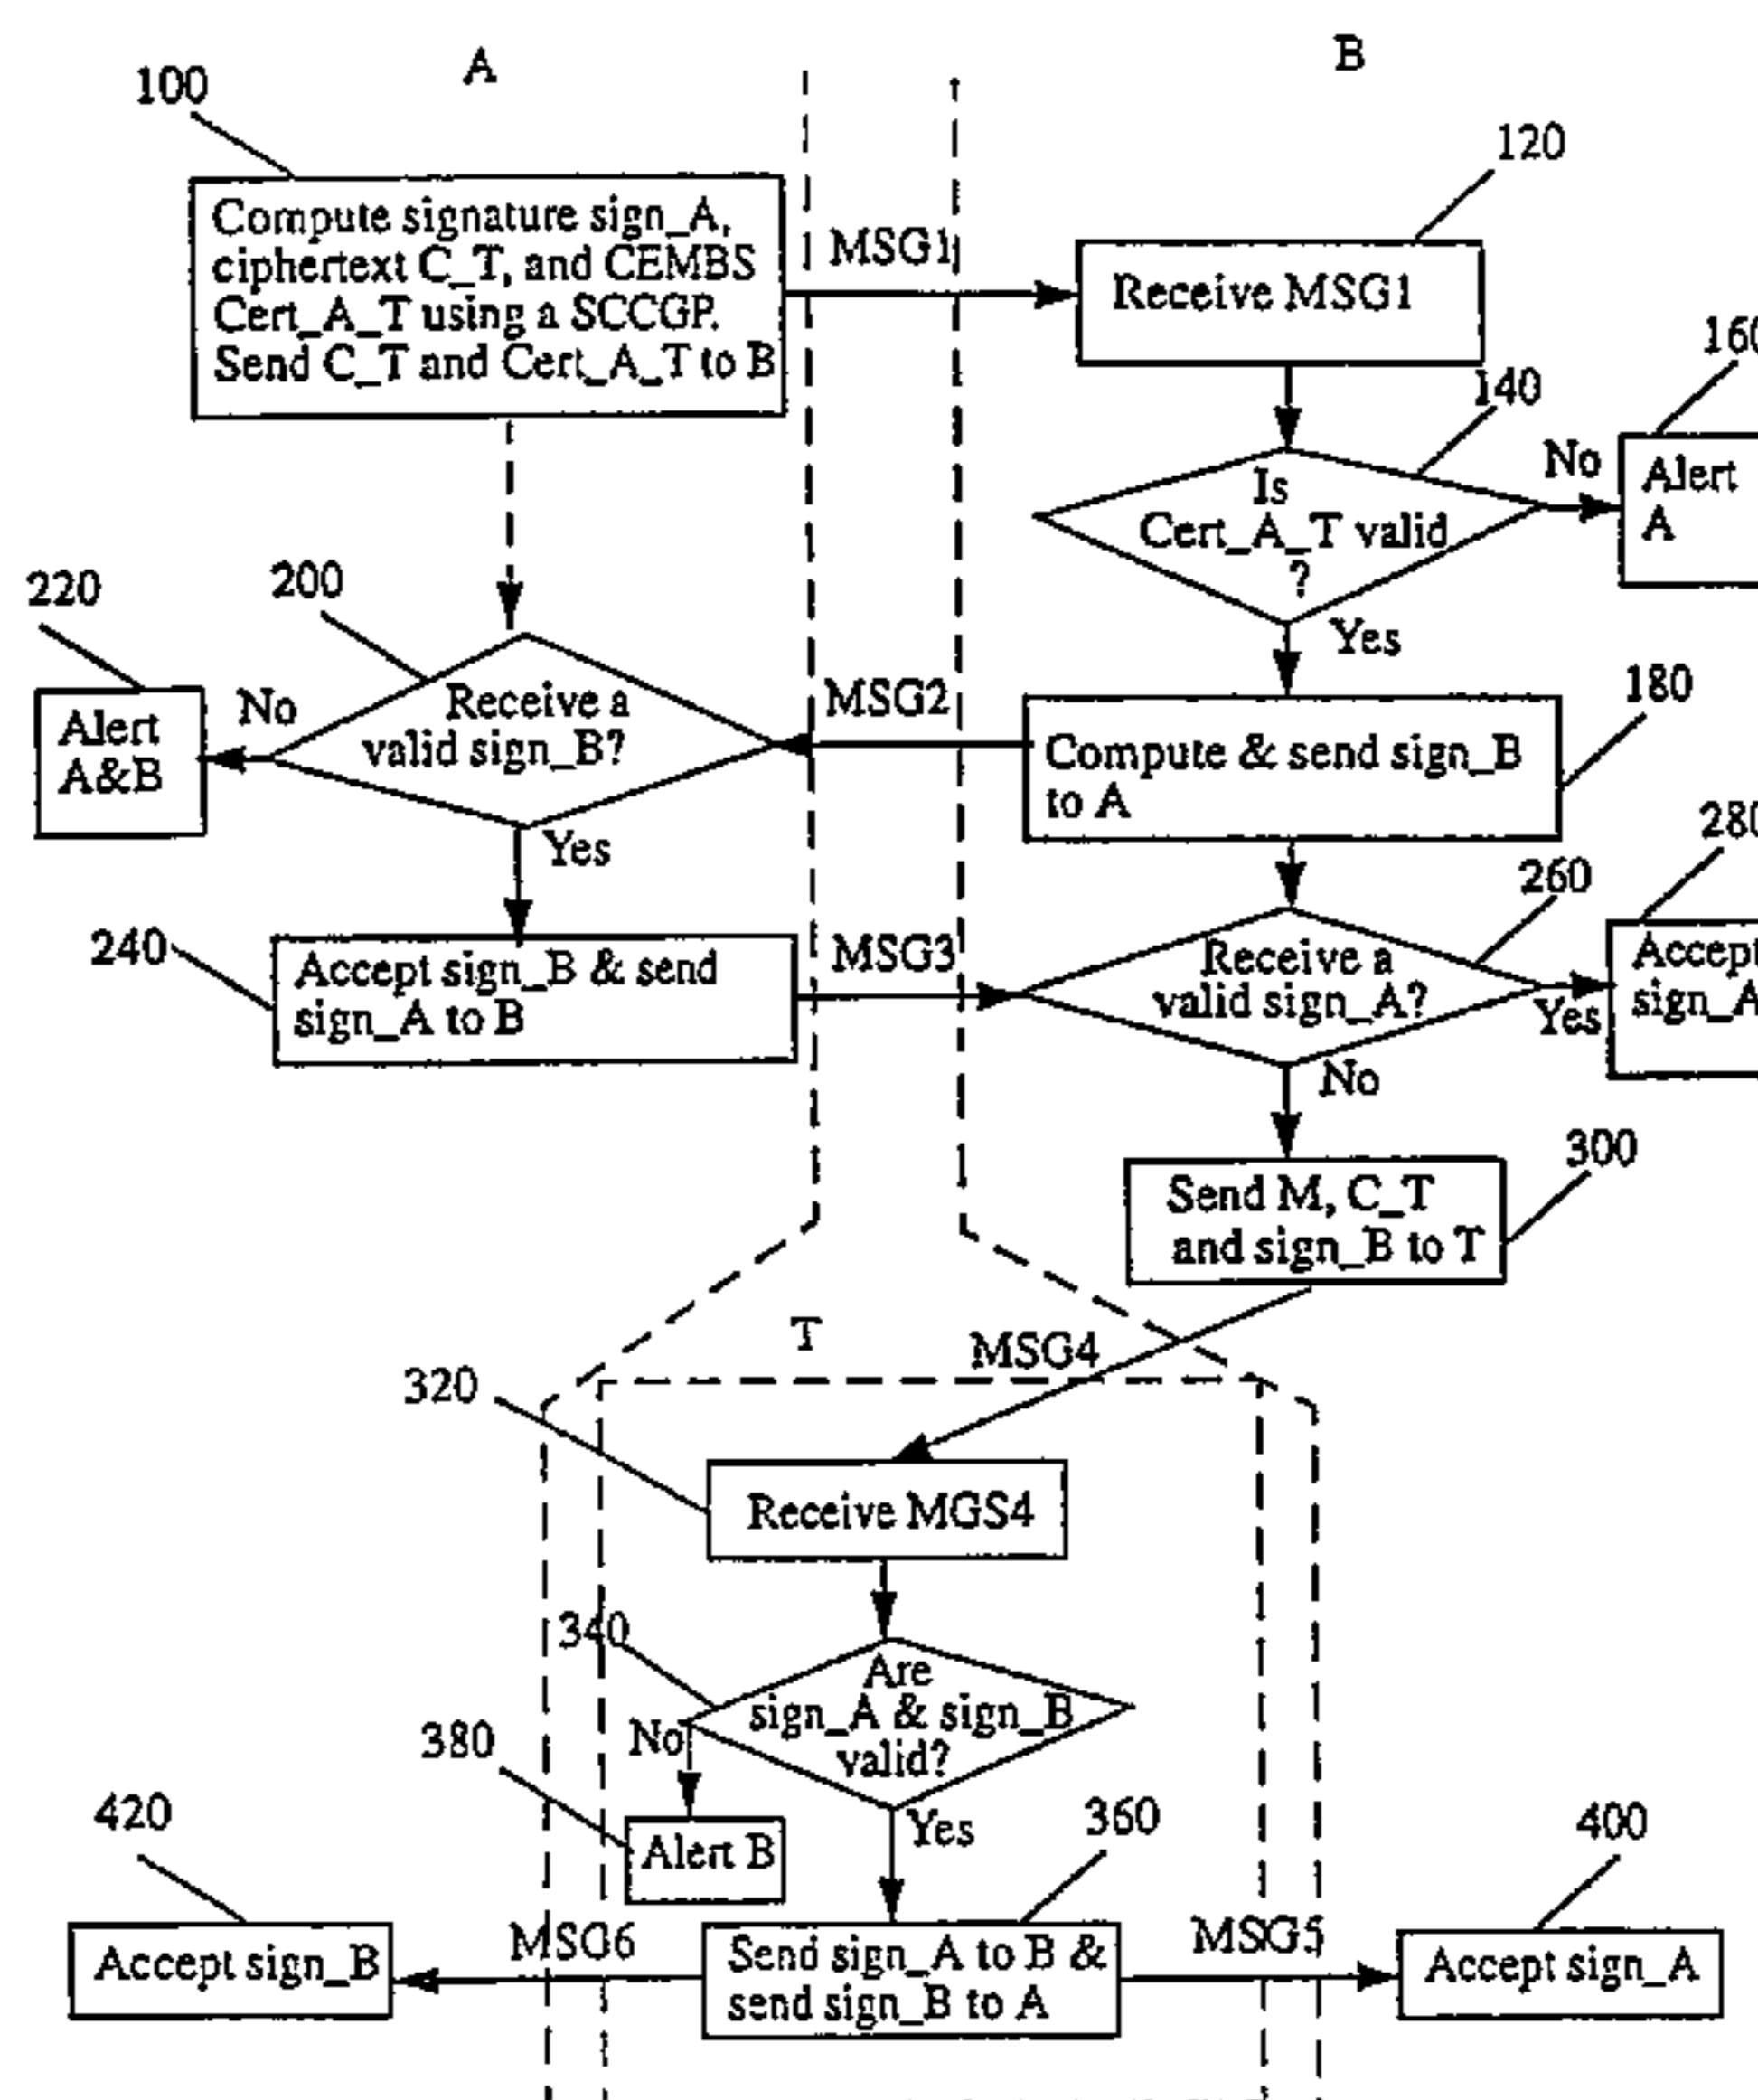 A
B
100
120
Compute signature sign_A,
ciphertext C_T, and CEMBS
Cert_A_T using a SCCGP.
Send C_T and Cert_A_T to B
MSG1
Receive MSG1
140
160
Is
Cert_A_T valid
?
No
Alert
A
Yes
220
200
Receive a
valid sign_B?
No
Alert
A&B
MSG2
180
Compute & send sign_B
to A
Yes
240
Accept sign_B & send
sign_A to B
MSG3
260
280
Receive a
valid sign_A?
Yes
Accept
sign_A
No
300
Send M, C_T
and sign_B to T
T
MSG4
320
Receive MGS4
340
Are
sign_A & sign_B
valid?
No
380
Alert B
Yes
360
420
400
Accept sign_B
MSG6
Send sign_A to B &
send sign_B to A
MSG5
Accept sign_A